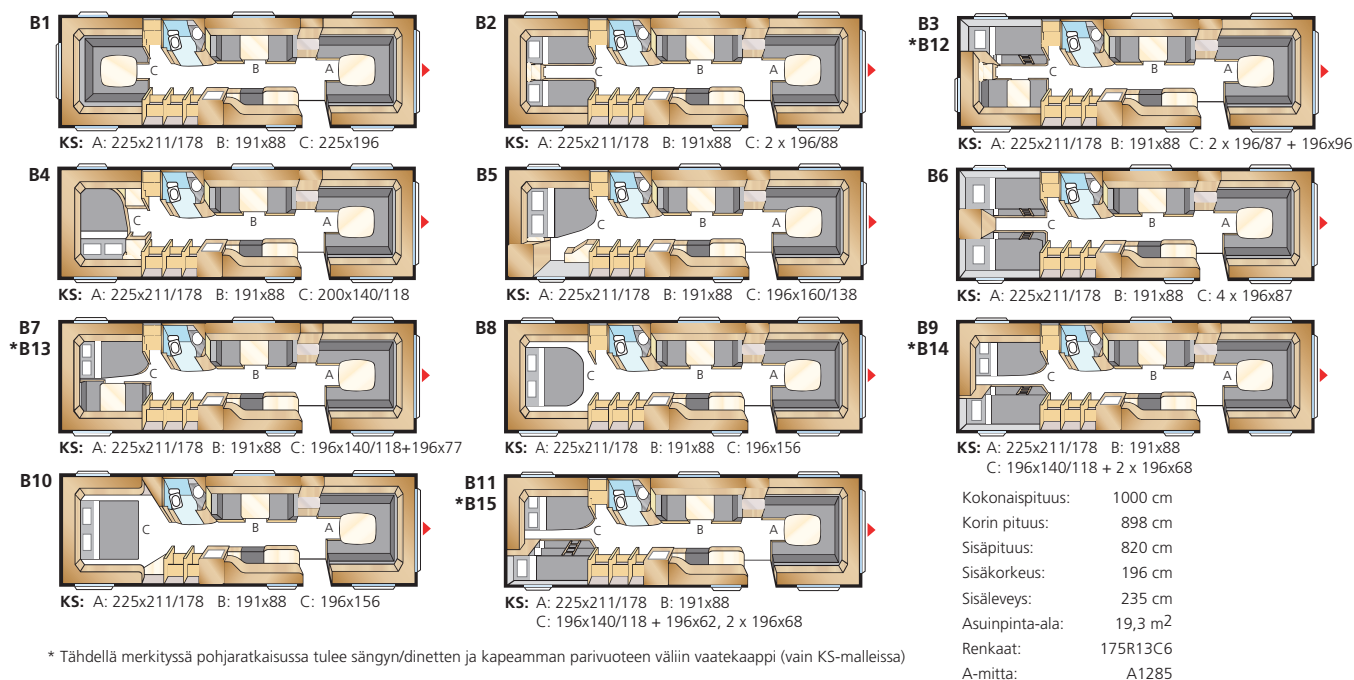 B1
C B A
KS: A: 225x211/178 B: 191x88 C: 225x196
B2
C B A
KS: A: 225x211/178 B: 191x88 C: 2 x 196/88
B3
*B12
C B A
KS: A: 225x211/178 B: 191x88 C: 2 x 196/87 + 196x96
B4
C B A
KS: A: 225x211/178 B: 191x88 C: 200x140/118
B5
C B A
KS: A: 225x211/178 B: 191x88 C: 196x160/138
B6
C B A
KS: A: 225x211/178 B: 191x88 C: 4 x 196x87
B7
*B13
C B A
KS: A: 225x211/178 B: 191x88 C: 196x140/118+196x77
B8
C B A
KS: A: 225x211/178 B: 191x88 C: 196x156
B9
*B14
C B A
KS: A: 225x211/178 B: 191x88
C: 196x140/118 + 2 x 196x68
B10
C B A
KS: A: 225x211/178 B: 191x88 C: 196x156
B11
*B15
C B A
KS: A: 225x211/178 B: 191x88
C: 196x140/118 + 196x62, 2 x 196x68
Kokonaispituus: 1000 cm
Korin pituus: 898 cm
Sisäpituus: 820 cm
Sisäkorkeus: 196 cm
Sisäleveys: 235 cm
Asuinpinta-ala: 19,3 m2
Renkaat: 175R13C6
A-mitta: A1285
* Tähdellä merkityssä pohjaratkaisussa tulee sängyn/dinetten ja kapeamman parivuoteen väliin vaatekaappi (vain KS-malleissa)